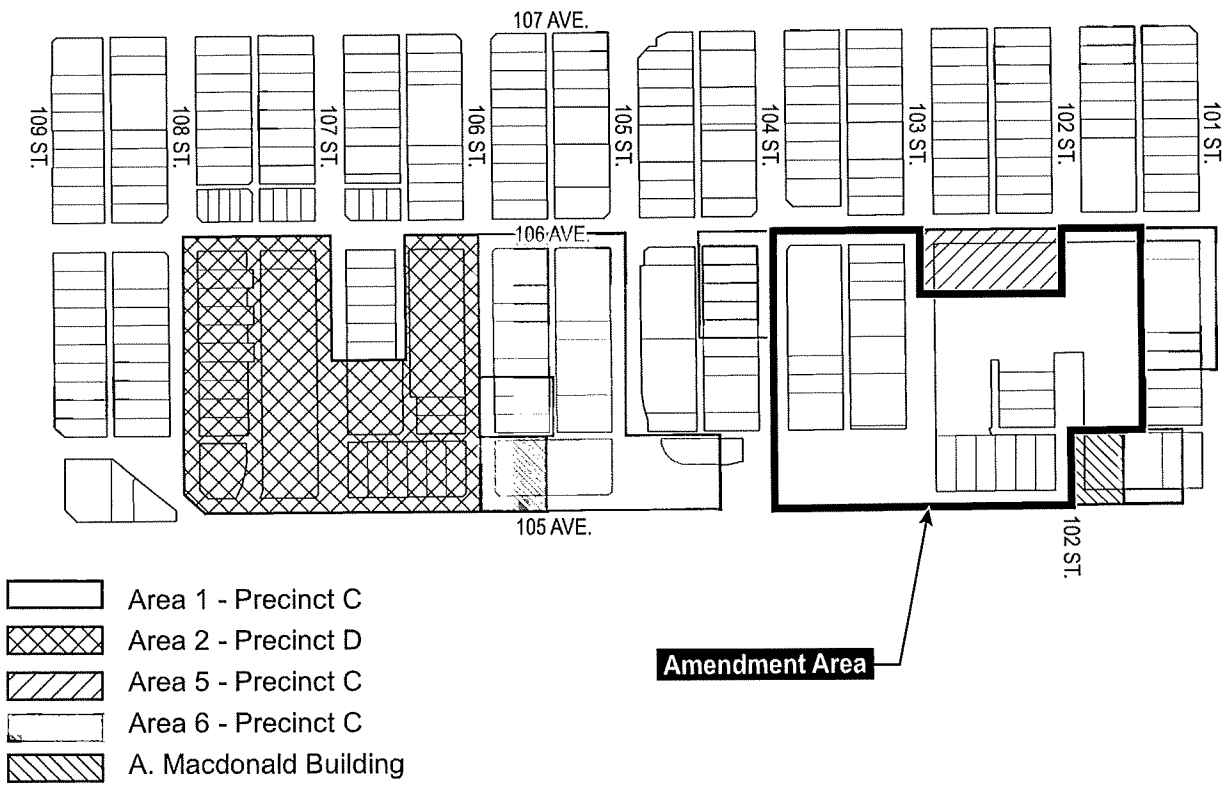 107 AVE.
109 ST.
108 ST.
107 ST.
106 ST.
105 ST.
104 ST.
103 ST.
102 ST.
101 ST.
106 AVE.
105 AVE.
102 ST.
Area 1 - Precinct C
Area 2 - Precinct D
Amendment Area
Area 5 - Precinct C
Area 6 - Precinct C
A. Macdonald Building